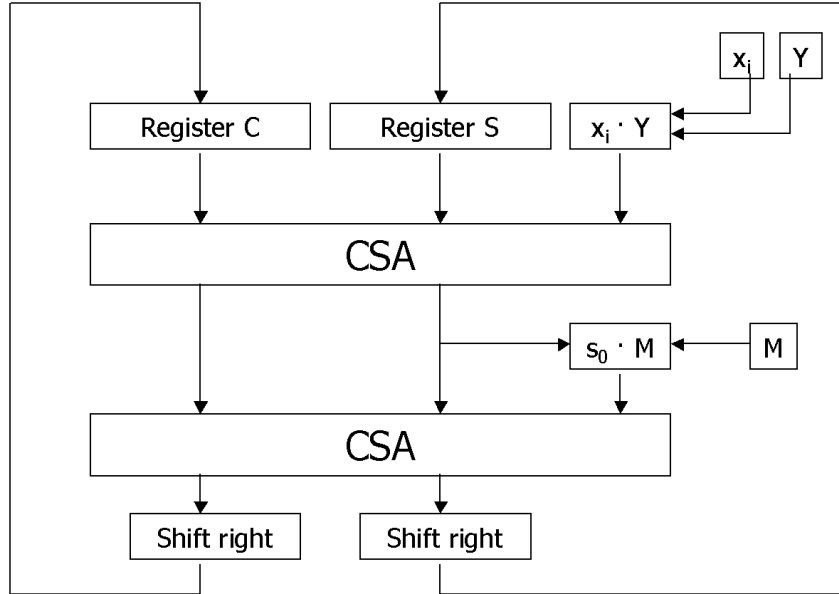 xᵢ Y
Register C Register S xᵢ · Y
CSA
s₀ · M M
CSA
Shift right Shift right